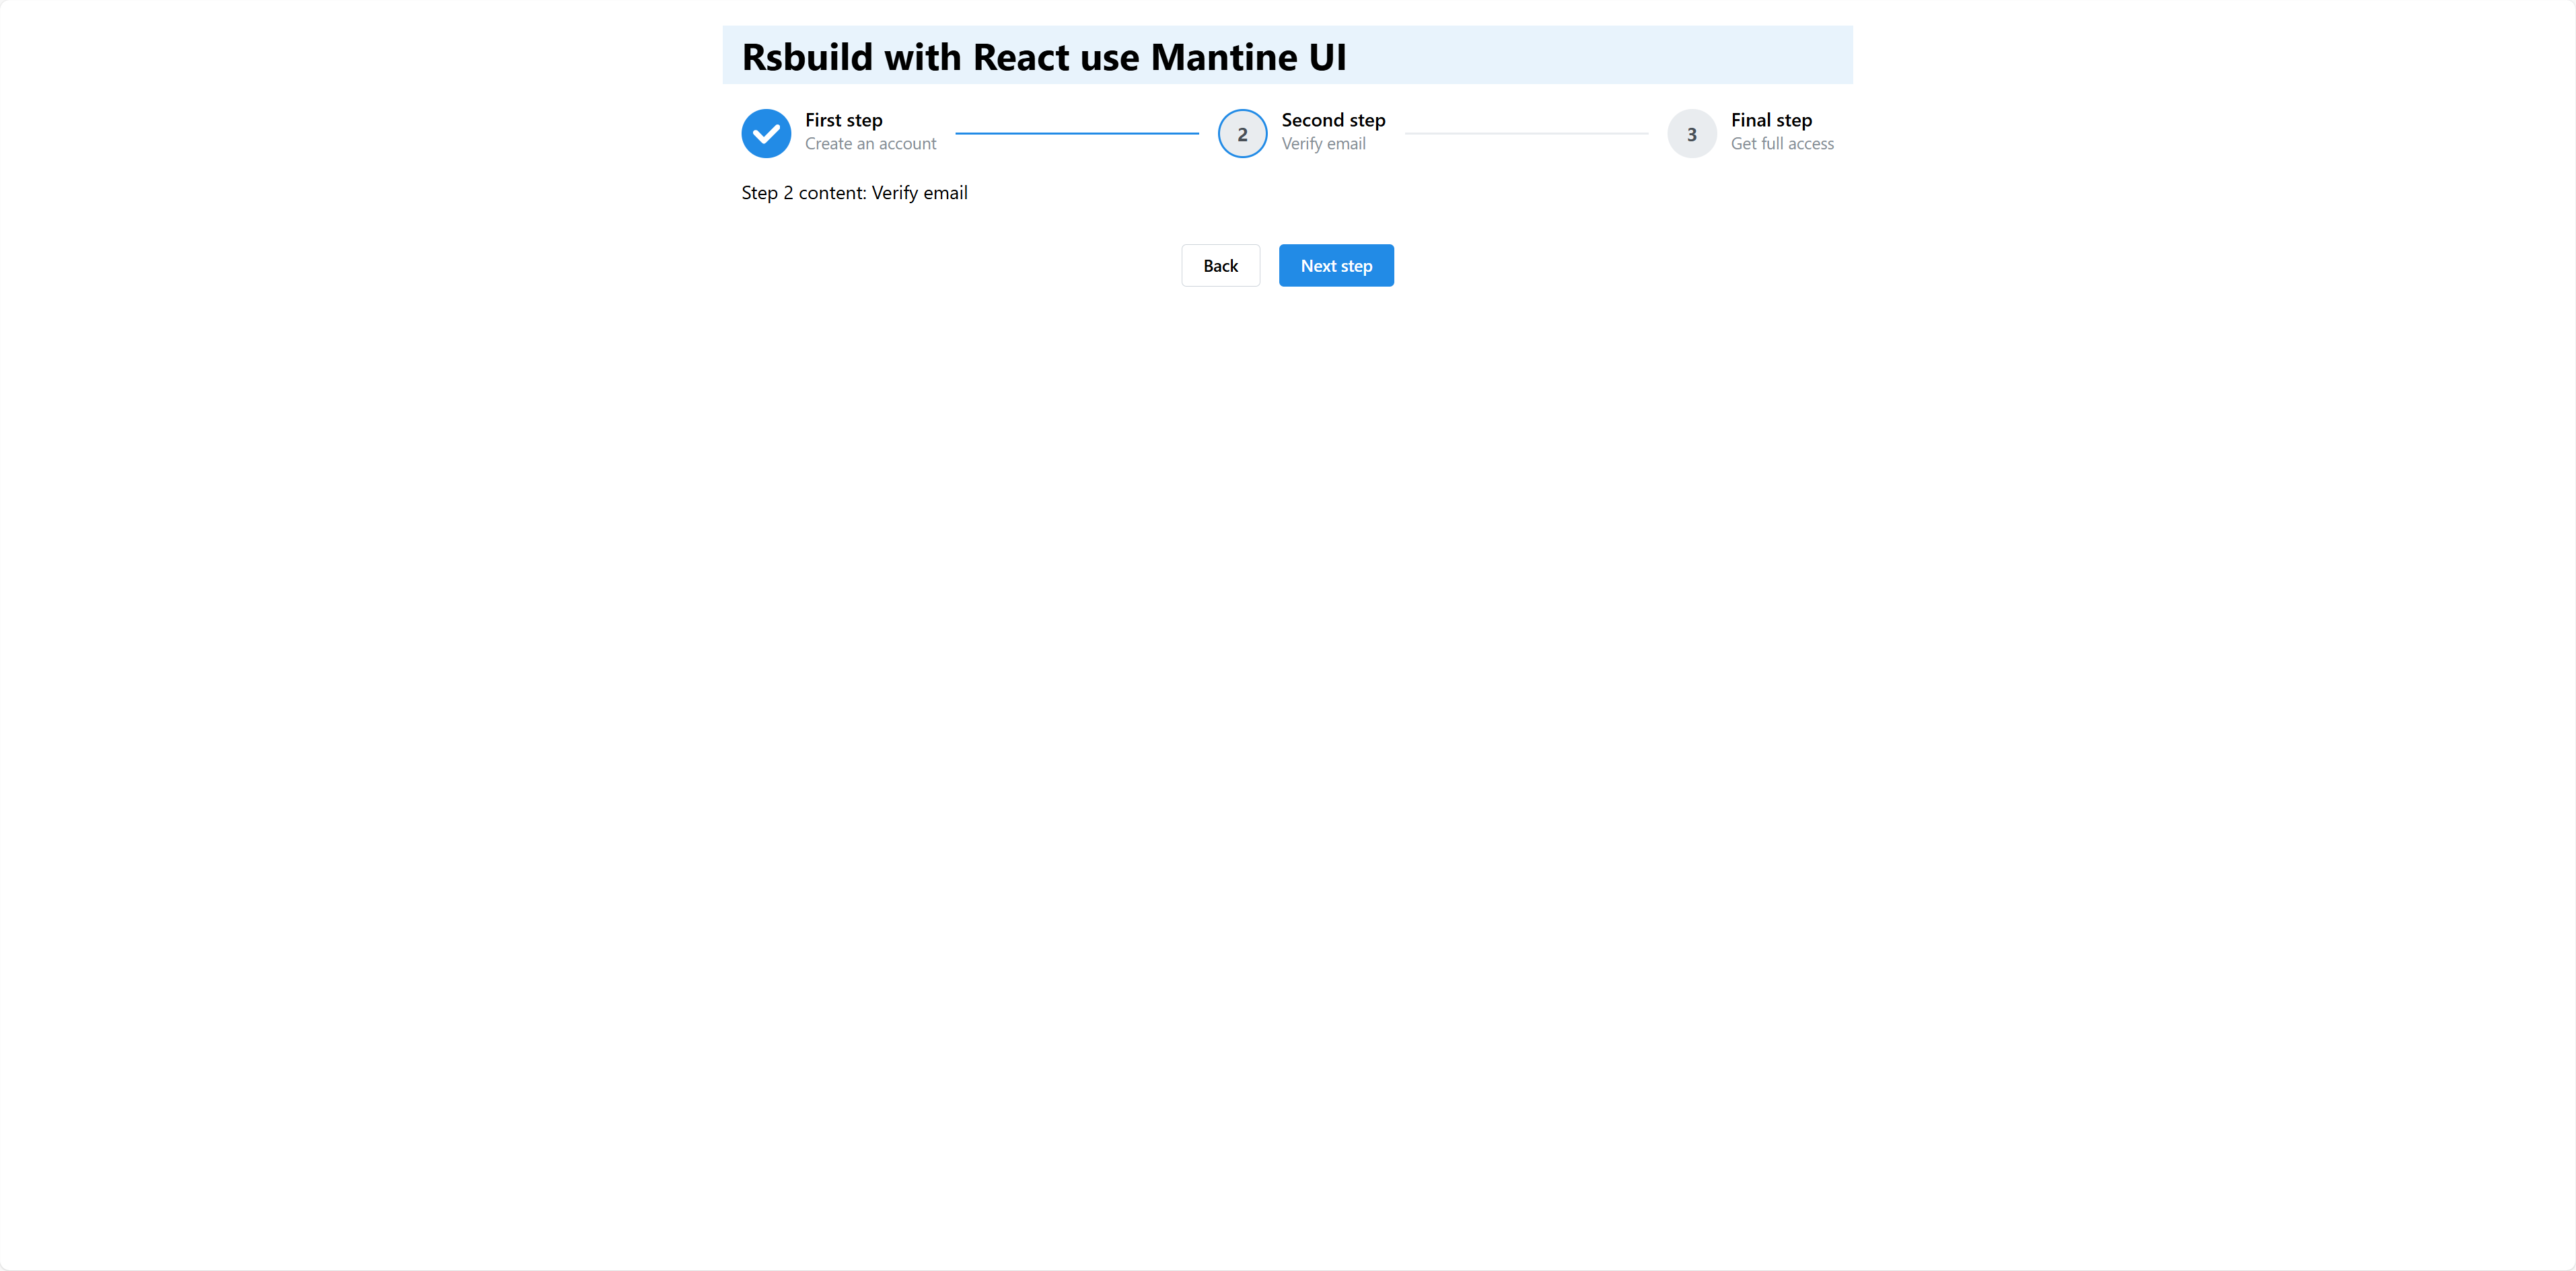 Rsbuild with React use Mantine UI
First step
Create an account
2
Second step
Verify email
3
Final step
Get full access
Step 2 content: Verify email
Back
Next step